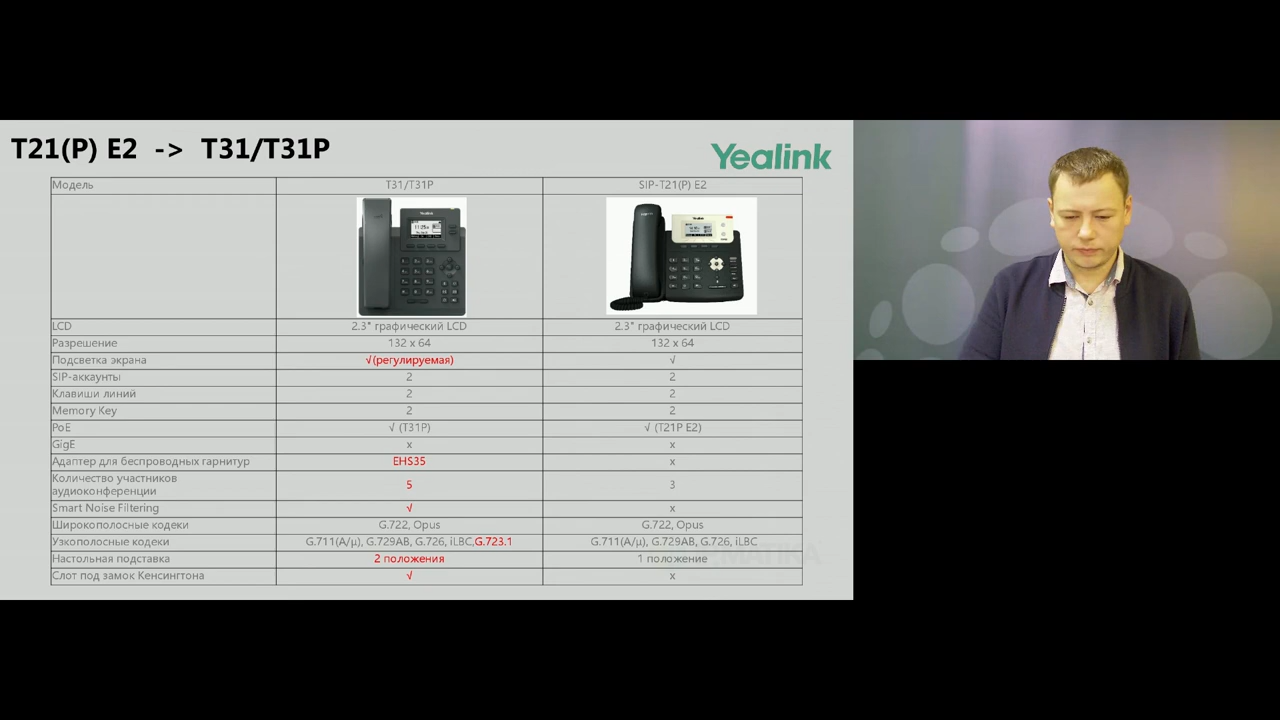 T21(P) E2 -> T31/T31P
Yealink
Модель T31/T31P SIP-T21(P) E2
LCD 2.3" графический LCD 2.3" графический LCD
Разрешение 132 x 64 132 x 64
Подсветка экрана √(регулируемая) √
SIP-аккаунты 2 2
Клавиши линий 2 2
Memory Key 2 2
PoE √ (T31P) √ (T21P E2)
GigE x x
Адаптер для беспроводных гарнитур EHS35 x
Количество участников
аудиоконференции 5 3
Smart Noise Filtering √ x
Широкополосные кодеки G.722, Opus G.722, Opus
Узкополосные кодеки G.711(A/μ), G.729AB, G.726, iLBC,G.723.1 G.711(A/μ), G.729AB, G.726, iLBC
Настольная подставка 2 положения 1 положение
Слот под замок Кенсингтона √ x